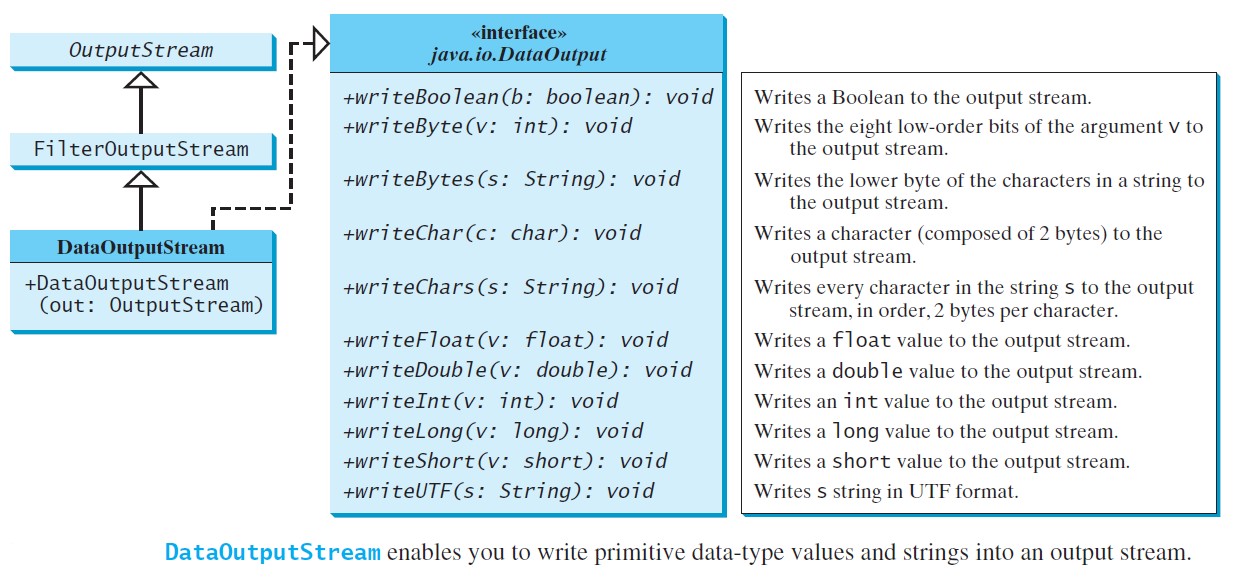 OutputStream
FilterOutputStream
DataOutputStream
+DataOutputStream
(out: OutputStream)
«interface»
java.io.DataOutput
+writeBoolean(b: boolean): void
+writeByte(v: int): void
+writeBytes(s: String): void
+writeChar(c: char): void
+writeChars(s: String): void
+writeFloat(v: float): void
+writeDouble(v: double): void
+writeInt(v: int): void
+writeLong(v: long): void
+writeShort(v: short): void
+writeUTF(s: String): void
Writes a Boolean to the output stream.
Writes the eight low-order bits of the argument v to
the output stream.
Writes the lower byte of the characters in a string to
the output stream.
Writes a character (composed of 2 bytes) to the
output stream.
Writes every character in the string s to the output
stream, in order, 2 bytes per character.
Writes a float value to the output stream.
Writes a double value to the output stream.
Writes an int value to the output stream.
Writes a long value to the output stream.
Writes a short value to the output stream.
Writes s string in UTF format.
DataOutputStream enables you to write primitive data-type values and strings into an output stream.